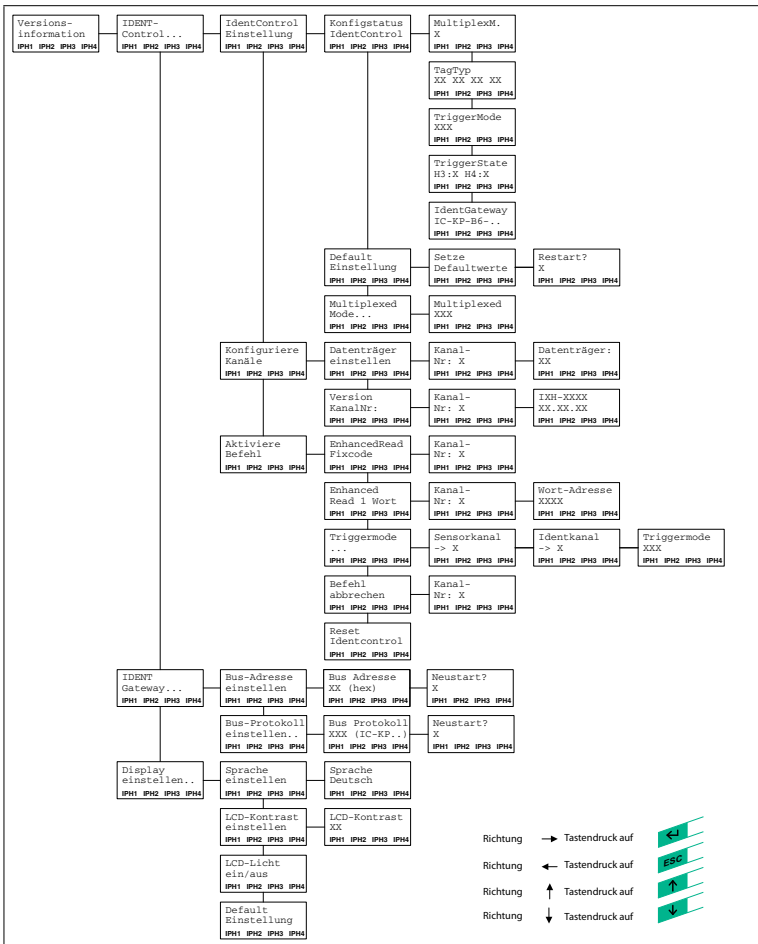 Versions-
information
IPH1 IPH2 IPH3 IPH4
IDENT-
Control...
IPH1 IPH2 IPH3 IPH4
IdentControl
Einstellung
IPH1 IPH2 IPH3 IPH4
Konfigstatus
IdentControl
IPH1 IPH2 IPH3 IPH4
MultiplexM.
X
IPH1 IPH2 IPH3 IPH4
TagTyp
XX XX XX XX
IPH1 IPH2 IPH3 IPH4
TriggerMode
XXX
IPH1 IPH2 IPH3 IPH4
TriggerState
H3:X H4:X
IPH1 IPH2 IPH3 IPH4
IdentGateway
IC-KP-B6-..
IPH1 IPH2 IPH3 IPH4
Default
Einstellung
IPH1 IPH2 IPH3 IPH4
Setze
Defaultwerte
IPH1 IPH2 IPH3 IPH4
Restart?
X
IPH1 IPH2 IPH3 IPH4
Multiplexed
Mode...
IPH1 IPH2 IPH3 IPH4
Multiplexed
XXX
IPH1 IPH2 IPH3 IPH4
Konfiguriere
Kanäle
IPH1 IPH2 IPH3 IPH4
Datenträger
einstellen
IPH1 IPH2 IPH3 IPH4
Kanal-
Nr: X
IPH1 IPH2 IPH3 IPH4
Datenträger:
XX
IPH1 IPH2 IPH3 IPH4
Version
KanalNr:
IPH1 IPH2 IPH3 IPH4
Kanal-
Nr: X
IPH1 IPH2 IPH3 IPH4
IXH-XXXX
XX.XX.XX
IPH1 IPH2 IPH3 IPH4
Aktiviere
Befehl
IPH1 IPH2 IPH3 IPH4
EnhancedRead
Fixcode
IPH1 IPH2 IPH3 IPH4
Kanal-
Nr: X
IPH1 IPH2 IPH3 IPH4
Enhanced
Read 1 Wort
IPH1 IPH2 IPH3 IPH4
Kanal-
Nr: X
IPH1 IPH2 IPH3 IPH4
Wort-Adresse
XXXX
IPH1 IPH2 IPH3 IPH4
Triggermode
...
IPH1 IPH2 IPH3 IPH4
Sensorkanal
-> X
IPH1 IPH2 IPH3 IPH4
Identkanal
-> X
IPH1 IPH2 IPH3 IPH4
Triggermode
XXX
IPH1 IPH2 IPH3 IPH4
Befehl
abbrechen
IPH1 IPH2 IPH3 IPH4
Kanal-
Nr: X
IPH1 IPH2 IPH3 IPH4
Reset
Identcontrol
IPH1 IPH2 IPH3 IPH4
IDENT
Gateway...
IPH1 IPH2 IPH3 IPH4
Bus-Adresse
einstellen
IPH1 IPH2 IPH3 IPH4
Bus Adresse
XX (hex)
IPH1 IPH2 IPH3 IPH4
Neustart?
X
IPH1 IPH2 IPH3 IPH4
Bus-Protokoll
einstellen..
IPH1 IPH2 IPH3 IPH4
Bus Protokoll
XXX (IC-KP..)
IPH1 IPH2 IPH3 IPH4
Neustart?
X
IPH1 IPH2 IPH3 IPH4
Display
einstellen..
IPH1 IPH2 IPH3 IPH4
Sprache
einstellen
IPH1 IPH2 IPH3 IPH4
Sprache
Deutsch
IPH1 IPH2 IPH3 IPH4
LCD-Kontrast
einstellen
IPH1 IPH2 IPH3 IPH4
LCD-Kontrast
XX
IPH1 IPH2 IPH3 IPH4
LCD-Licht
ein/aus
IPH1 IPH2 IPH3 IPH4
Default
Einstellung
IPH1 IPH2 IPH3 IPH4
Richtung → Tastendruck auf ↵
Richtung ← Tastendruck auf ESC
Richtung ↑ Tastendruck auf ↑
Richtung ↓ Tastendruck auf ↓